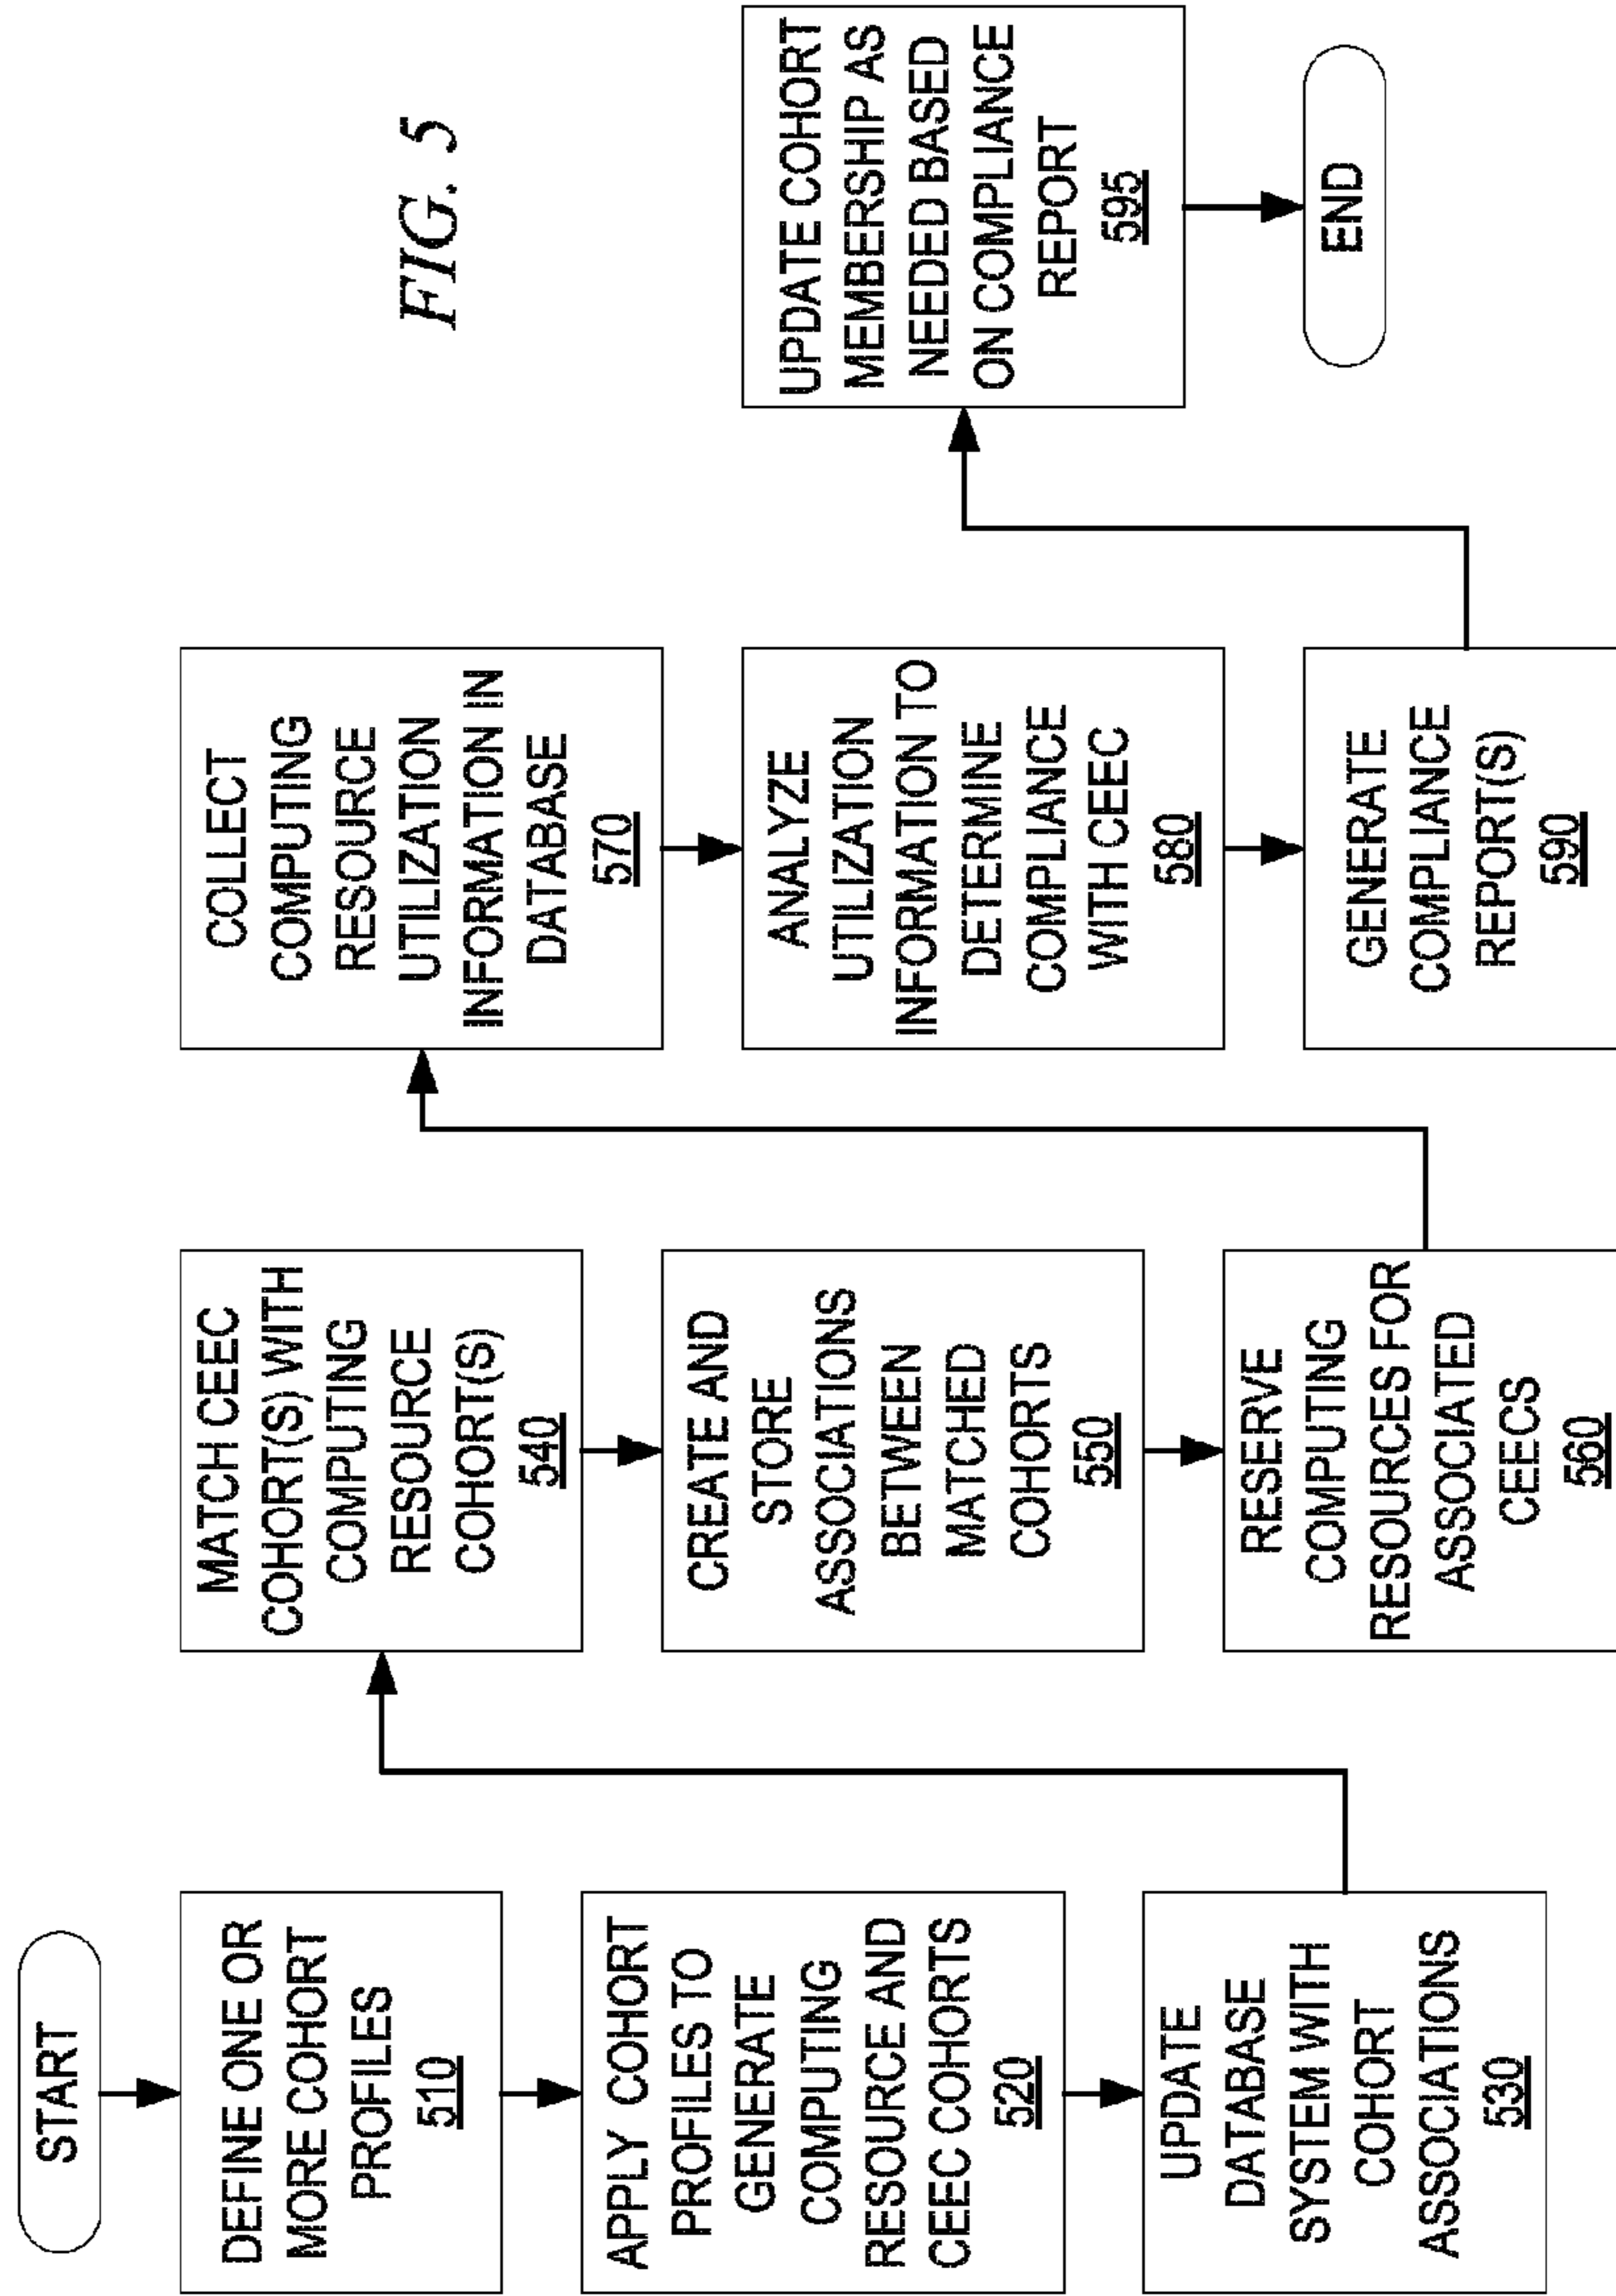 FIG. 5
START
DEFINE ONE OR
MORE COHORT
PROFILES
510
APPLY COHORT
PROFILES TO
GENERATE
COMPUTING
RESOURCE AND
CEEC COHORTS
520
UPDATE
DATABASE
SYSTEM WITH
COHORT
ASSOCIATIONS
530
MATCH CEEC
COHORT(S) WITH
COMPUTING
RESOURCE
COHORT(S)
540
CREATE AND
STORE
ASSOCIATIONS
BETWEEN
MATCHED
COHORTS
550
RESERVE
COMPUTING
RESOURCES FOR
ASSOCIATED
CEECS
560
COLLECT
COMPUTING
RESOURCE
UTILIZATION
INFORMATION IN
DATABASE
570
ANALYZE
UTILIZATION
INFORMATION TO
DETERMINE
COMPLIANCE
WITH CEEC
580
GENERATE
COMPLIANCE
REPORT(S)
590
UPDATE COHORT
MEMBERSHIP AS
NEEDED BASED
ON COMPLIANCE
REPORT
595
END